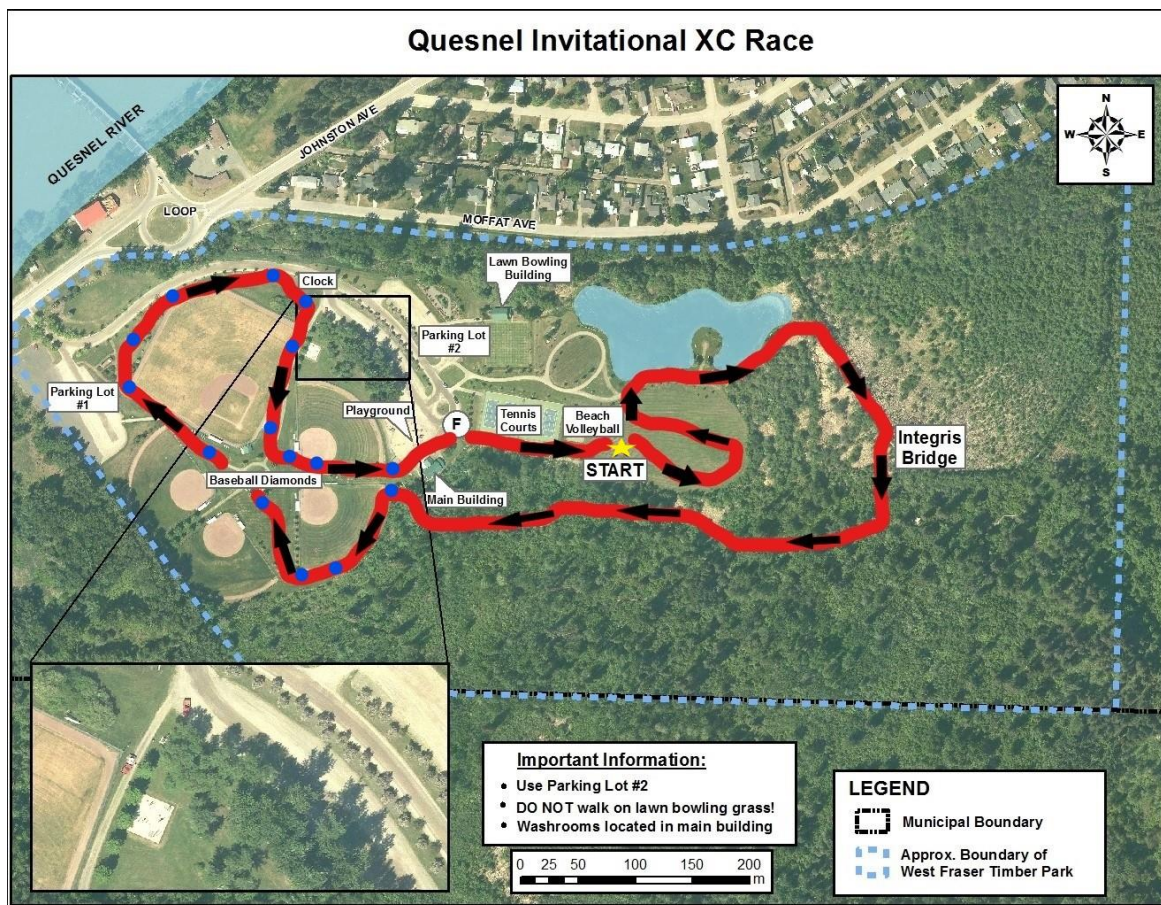 Quesnel Invitational XC Race
N
W
E
S
QUESNEL RIVER
JOHNSTON AVE
LOOP
MOFFAT AVE
Lawn Bowling
Building
Clock
Parking Lot
#2
Parking Lot
#1
Playground
F
Tennis
Courts
Beach
Volleyball
START
Integris
Bridge
Baseball Diamonds
Main Building
Important Information:
• Use Parking Lot #2
• DO NOT walk on lawn bowling grass!
• Washrooms located in main building
0 25 50 100 150 200
m
LEGEND
Municipal Boundary
Approx. Boundary of
West Fraser Timber Park